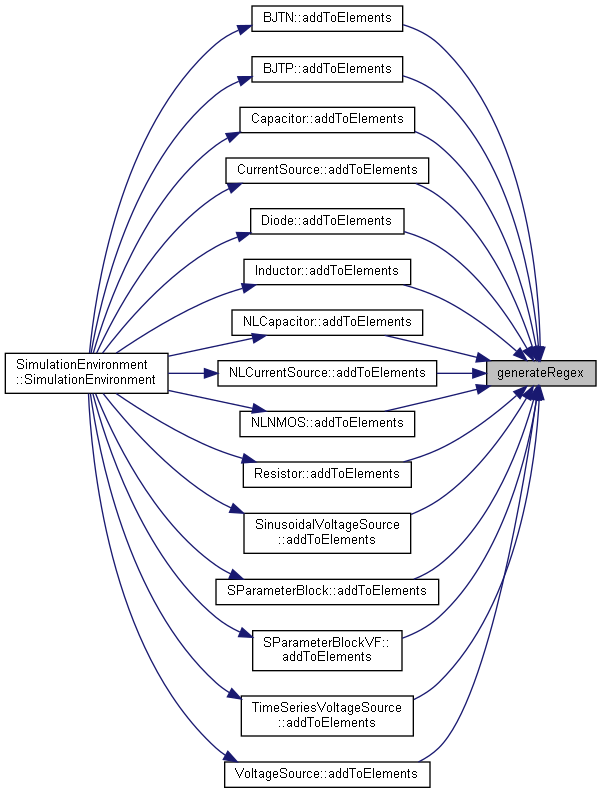 BJTN::addToElements
BJTP::addToElements
Capacitor::addToElements
CurrentSource::addToElements
Diode::addToElements
Inductor::addToElements
NLCapacitor::addToElements
SimulationEnvironment
::SimulationEnvironment
NLCurrentSource::addToElements
generateRegex
NLNMOS::addToElements
Resistor::addToElements
SinusoidalVoltageSource
::addToElements
SParameterBlock::addToElements
SParameterBlockVF::
addToElements
TimeSeriesVoltageSource
::addToElements
VoltageSource::addToElements